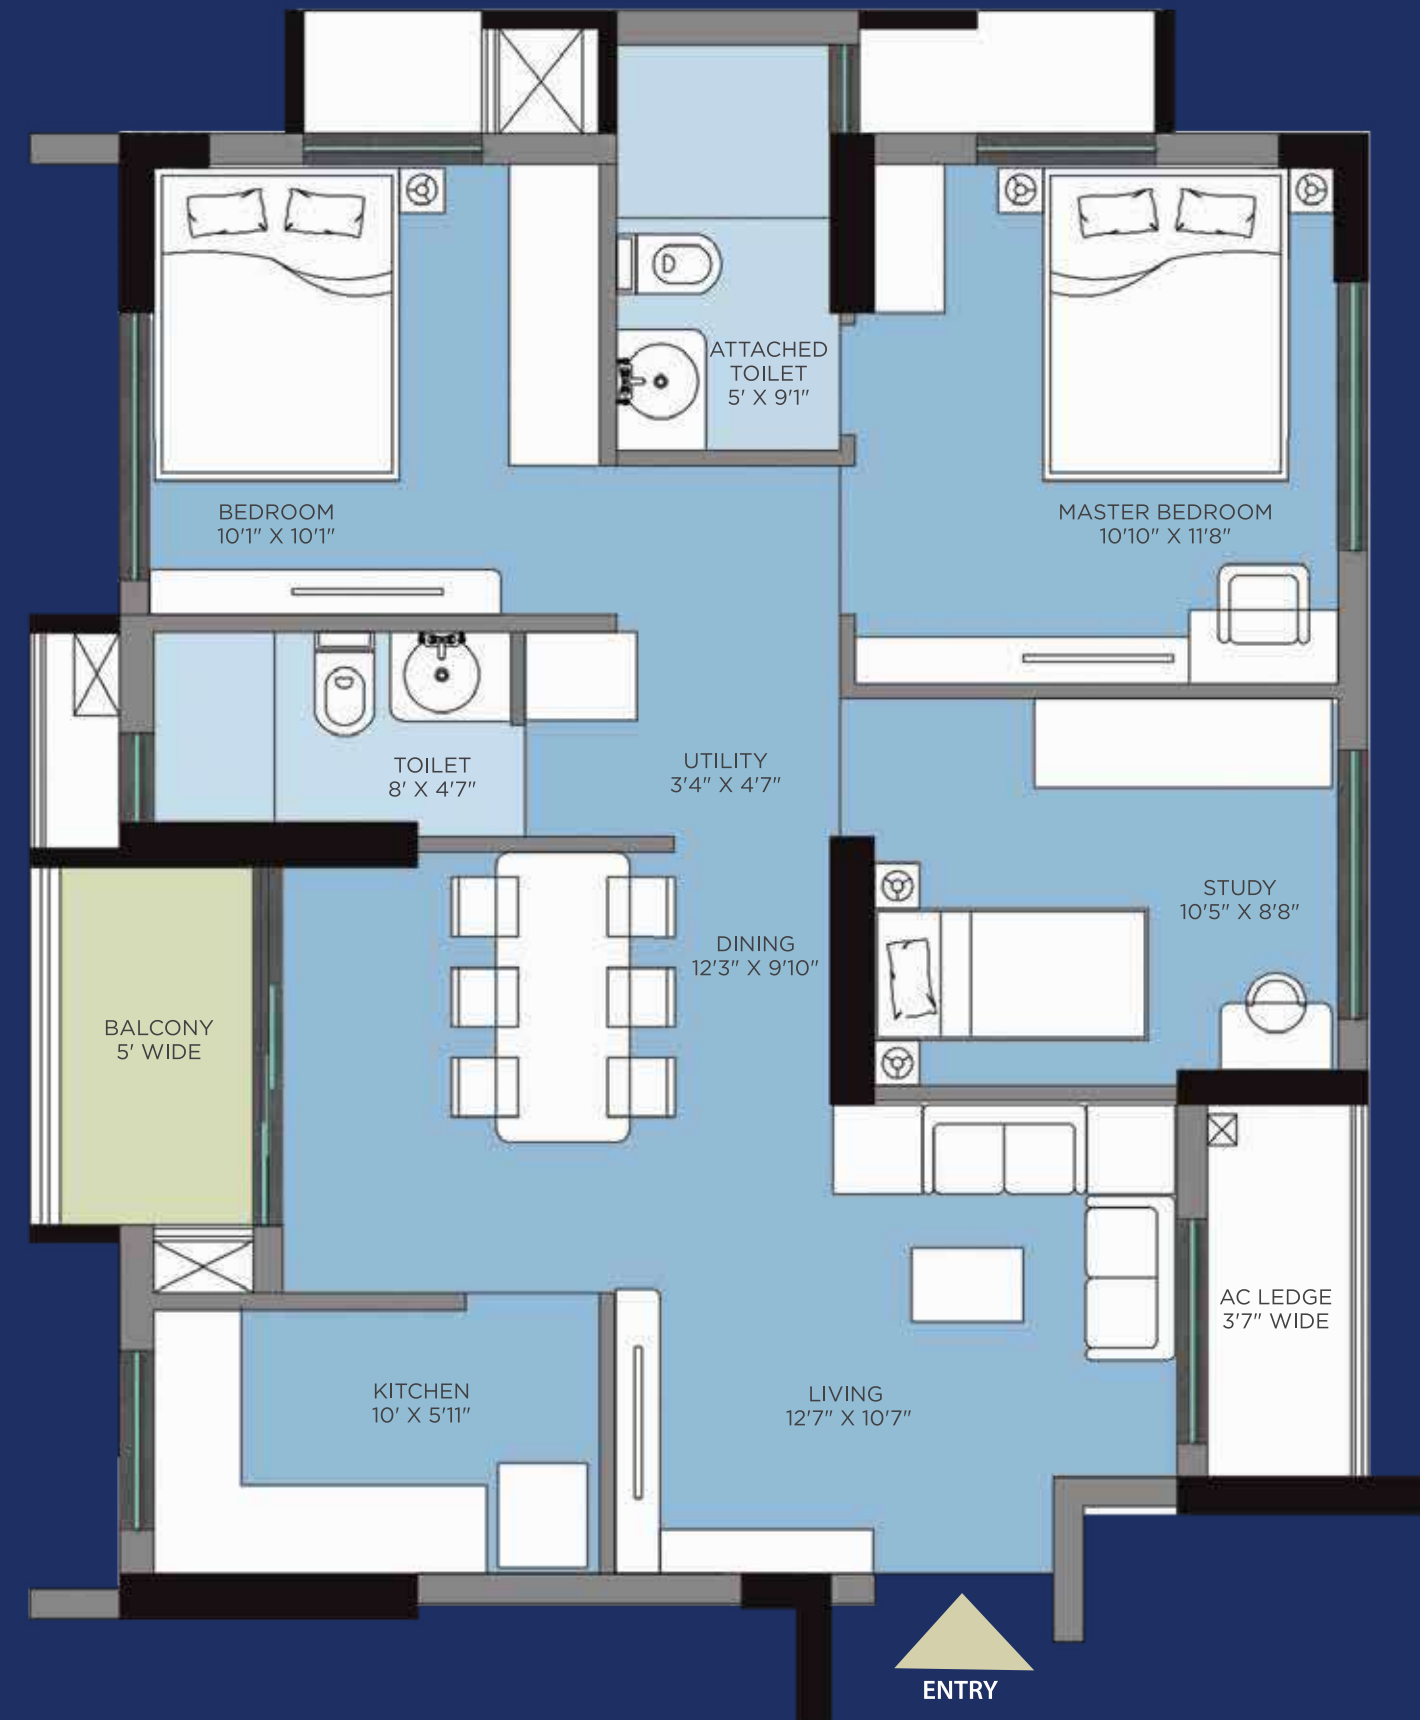 ATTACHED
TOILET
5' X 9'1"
BEDROOM
10'1" X 10'1"
MASTER BEDROOM
10'10" X 11'8"
TOILET
8' X 4'7"
UTILITY
3'4" X 4'7"
STUDY
10'5" X 8'8"
DINING
12'3" X 9'10"
BALCONY
5' WIDE
AC LEDGE
3'7" WIDE
KITCHEN
10' X 5'11"
LIVING
12'7" X 10'7"
ENTRY